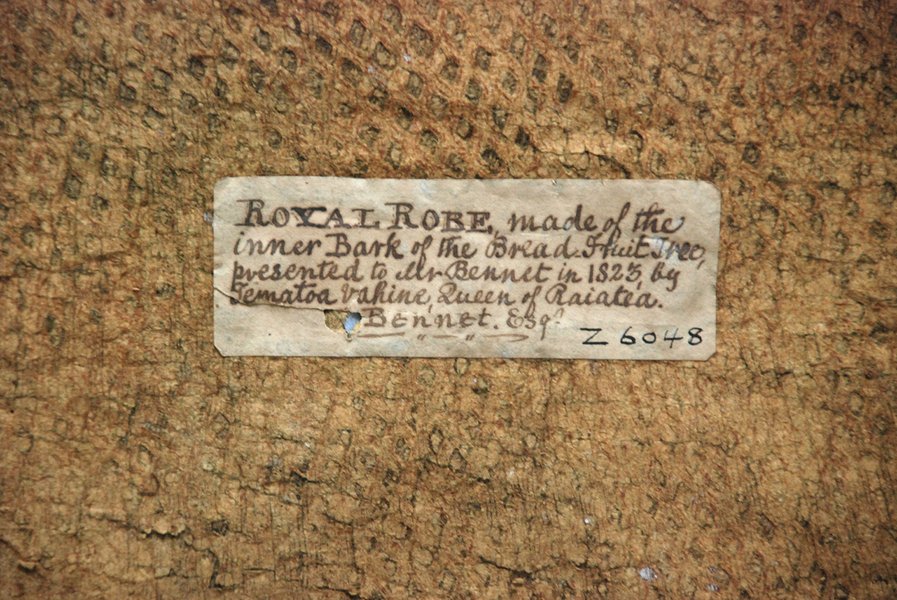 ROYAL ROBE, made of the
inner Bark of the Bread Fruit Tree,
presented to Mr Bennet in 1823, by
Tematoa Vahine, Queen of Raiatea.
Bennet. Esqr
Z 6048